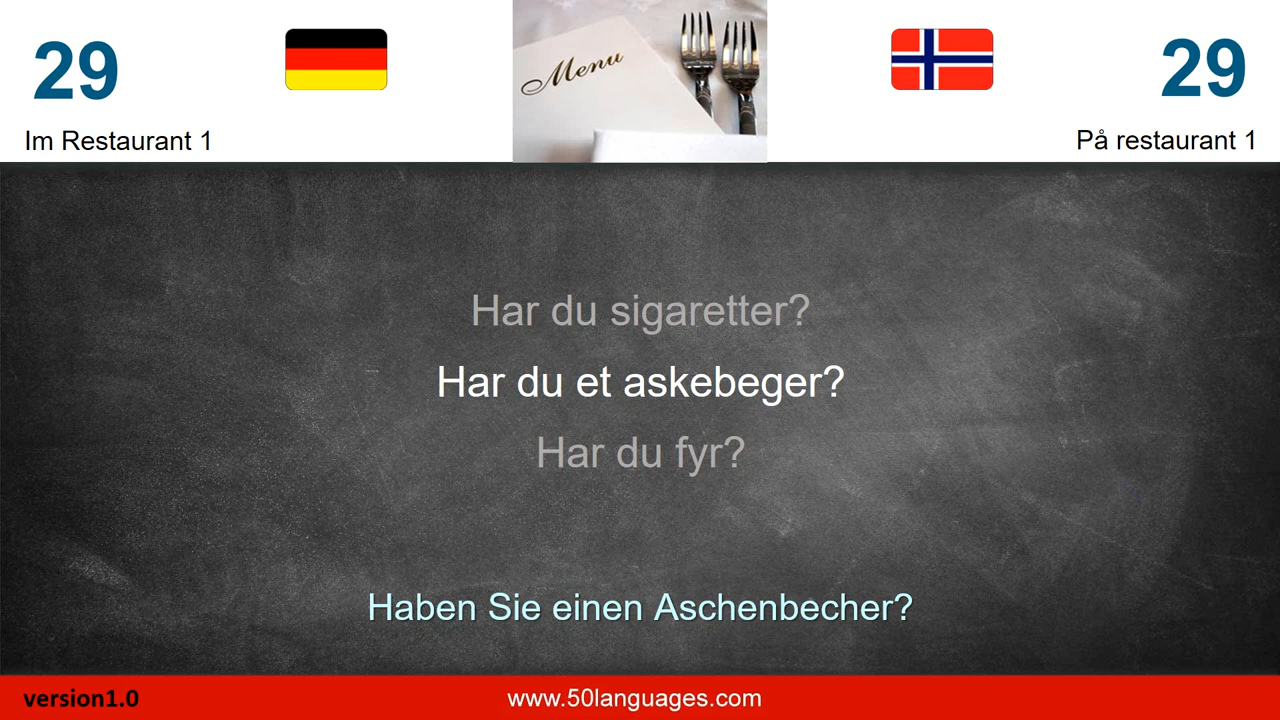 29
29
Menu
Im Restaurant 1
På restaurant 1
Har du sigaretter?
Har du et askebeger?
Har du fyr?
Haben Sie einen Aschenbecher?
version1.0
www.50languages.com